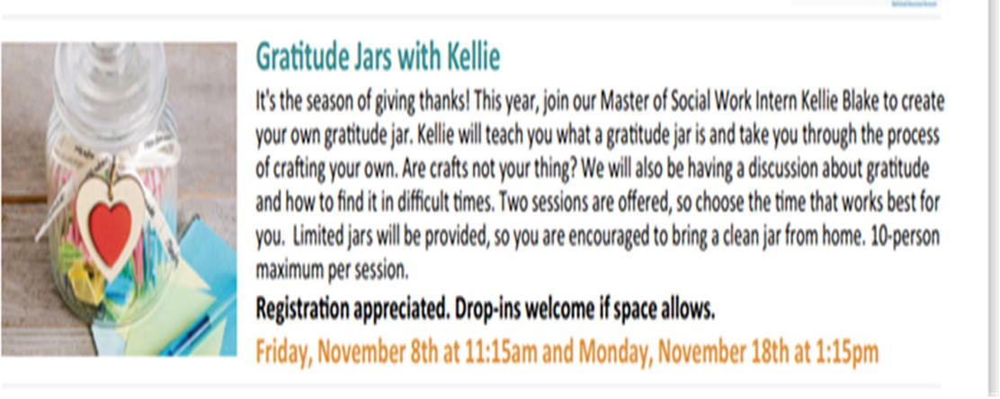 Gratitude Jars with Kellie
It's the season of giving thanks! This year, join our Master of Social Work Intern Kellie Blake to create
your own gratitude jar. Kellie will teach you what a gratitude jar is and take you through the process
of crafting your own. Are crafts not your thing? We will also be having a discussion about gratitude
and how to find it in difficult times. Two sessions are offered, so choose the time that works best for
you. Limited jars will be provided, so you are encouraged to bring a clean jar from home. 10-person
maximum per session.
Registration appreciated. Drop-ins welcome if space allows.
Friday, November 8th at 11:15am and Monday, November 18th at 1:15pm